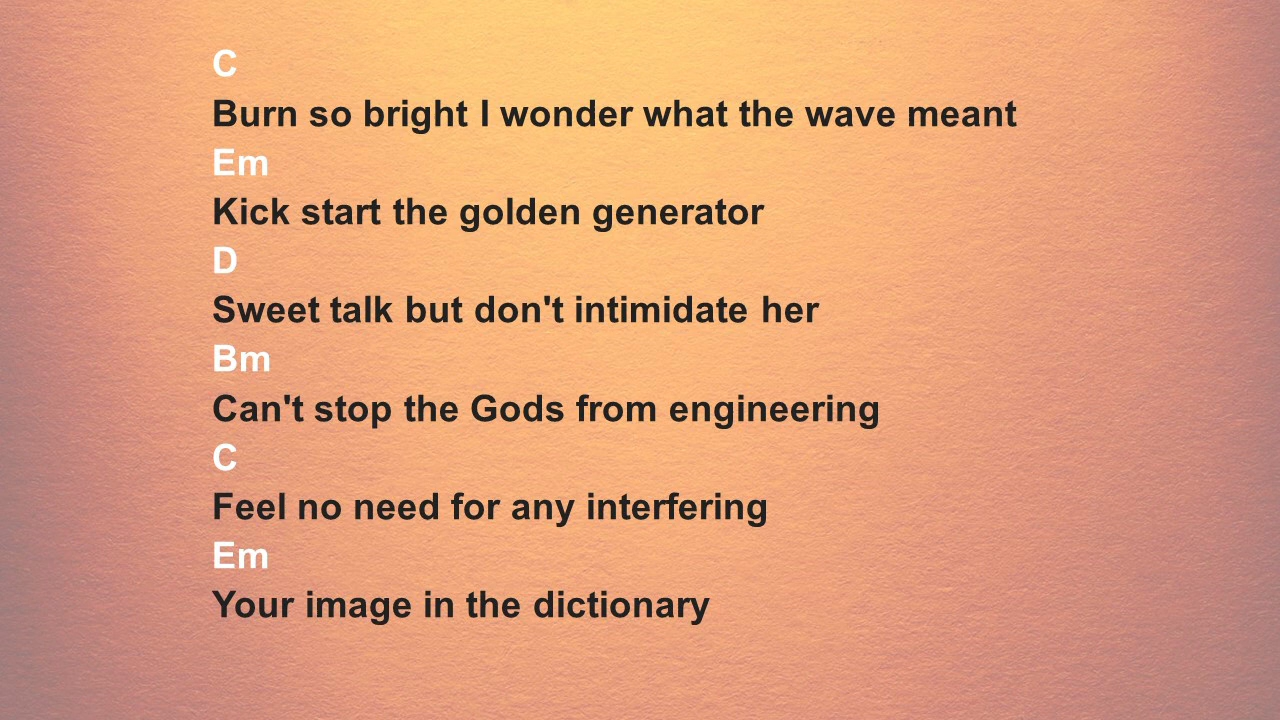 C
Burn so bright I wonder what the wave meant
Em
Kick start the golden generator
D
Sweet talk but don't intimidate her
Bm
Can't stop the Gods from engineering
C
Feel no need for any interfering
Em
Your image in the dictionary